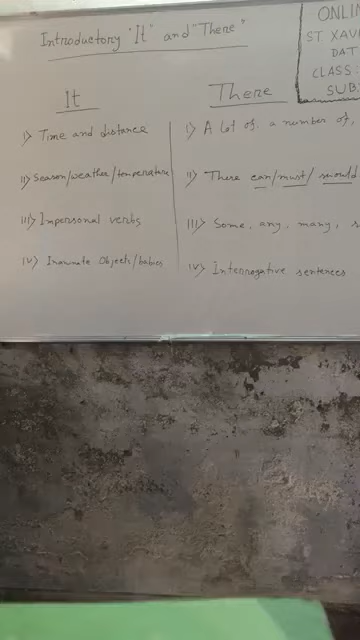 Introductory "It" and "There"
ONLIN
ST XAV
DAT
CLASS:
SUB
It
i) Time and distance
ii) Season/weather/temperature
iii) Impersonal verbs
iv) Inanimate Objects/babies
There
i) A lot of, a number of,
ii) There can/must/should
iii) Some, any, many, s
iv) Interrogative sentences